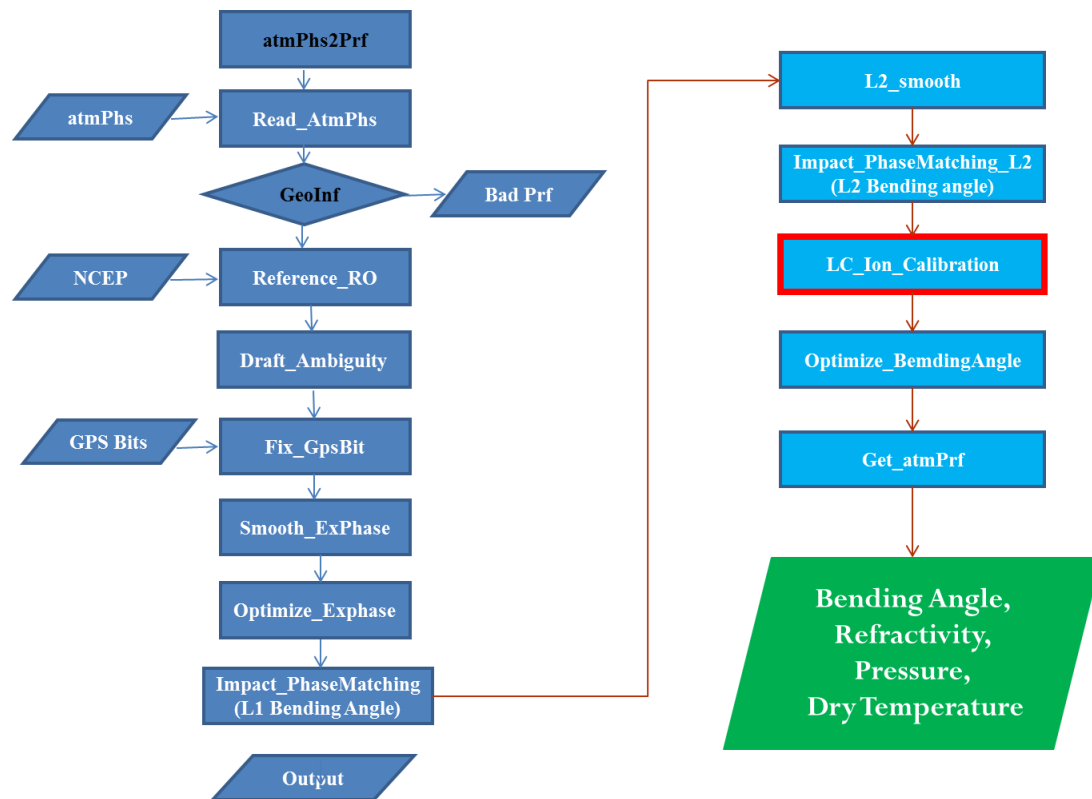 atmPhs2Prf
atmPhs
Read_AtmPhs
GeoInf
Bad Prf
NCEP
Reference_RO
Draft_Ambiguity
GPS Bits
Fix_GpsBit
Smooth_ExPhase
Optimize_Exphase
Impact_PhaseMatching
(L1 Bending Angle)
Output
L2_smooth
Impact_PhaseMatching_L2
(L2 Bending angle)
LC_Ion_Calibration
Optimize_BemdingAngle
Get_atmPrf
Bending Angle,
Refractivity,
Pressure,
Dry Temperature